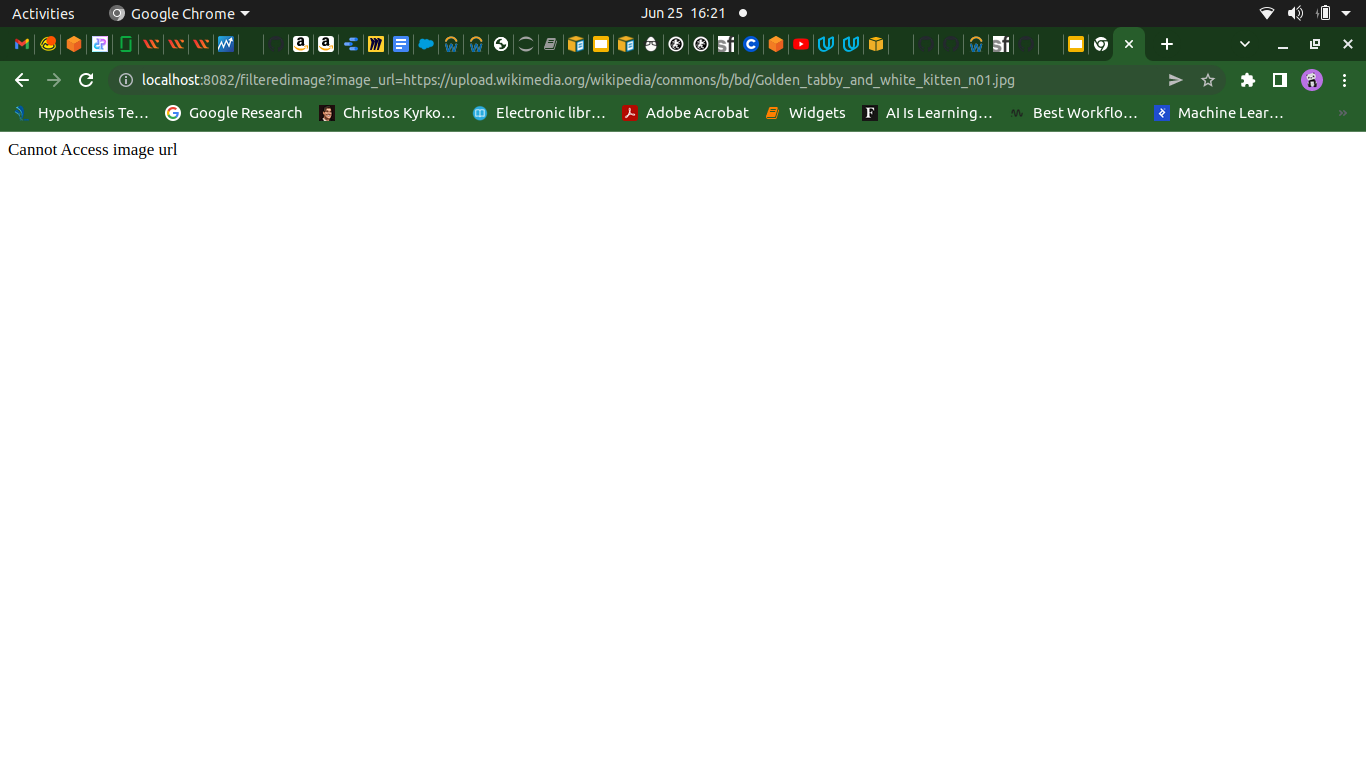 Activities Google Chrome Jun 25 16:21
localhost:8082/filteredimage?image_url=https://upload.wikimedia.org/wikipedia/commons/b/bd/Golden_tabby_and_white_kitten_n01.jpg
Hypothesis Te… Google Research Christos Kyrko… Electronic libr… Adobe Acrobat Widgets AI Is Learning… Best Workflo… Machine Lear… »
Cannot Access image url